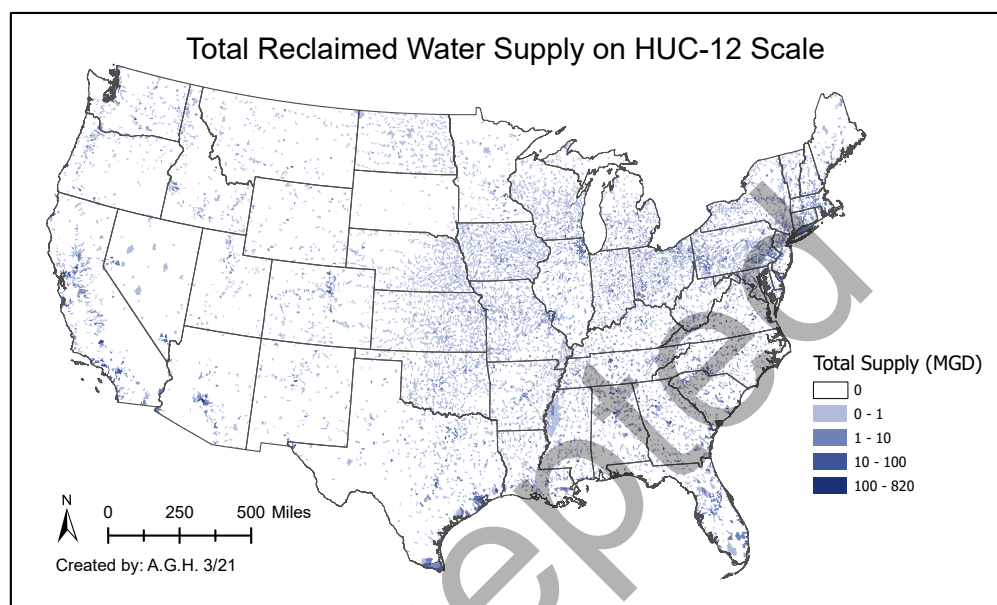 Total Reclaimed Water Supply on HUC-12 Scale
Total Supply (MGD)
0
0 - 1
1 - 10
10 - 100
100 - 820
N
0 250 500 Miles
Created by: A.G.H. 3/21
epted